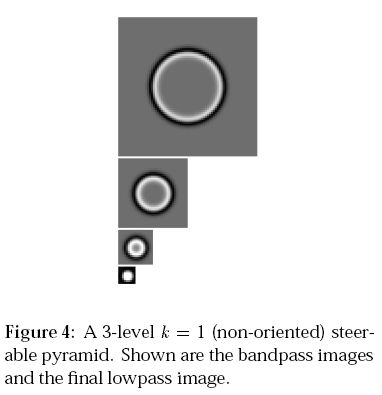 Figure 4: A 3-level k = 1 (non-oriented) steer-
able pyramid. Shown are the bandpass images
and the final lowpass image.